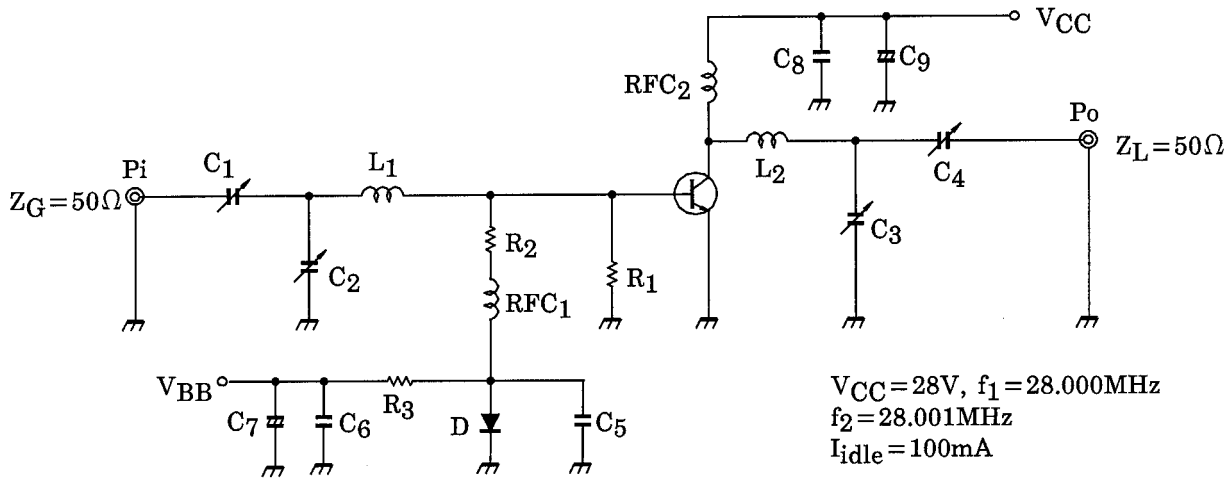 VCC
C8
C9
RFC2
Po
Pi
C1
L1
L2
C4
ZL=50Ω
ZG=50Ω
C2
R2
R1
C3
RFC1
VBB
R3
C7
C6
D
C5
VCC=28V, f1=28.000MHz
f2=28.001MHz
Iidle=100mA